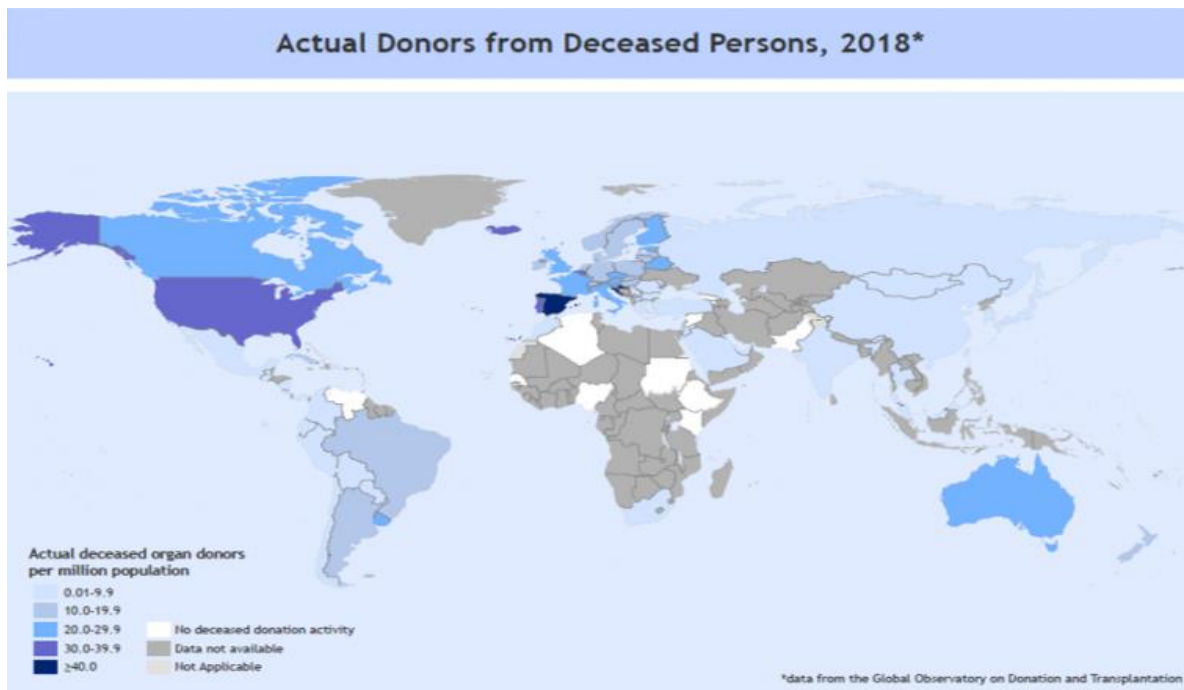 Actual Donors from Deceased Persons, 2018*
Actual deceased organ donors
per million population
0.01-9.9
10.0-19.9
20.0-29.9
30.0-39.9
≥40.0
No deceased donation activity
Data not available
Not Applicable
*data from the Global Observatory on Donation and Transplantation